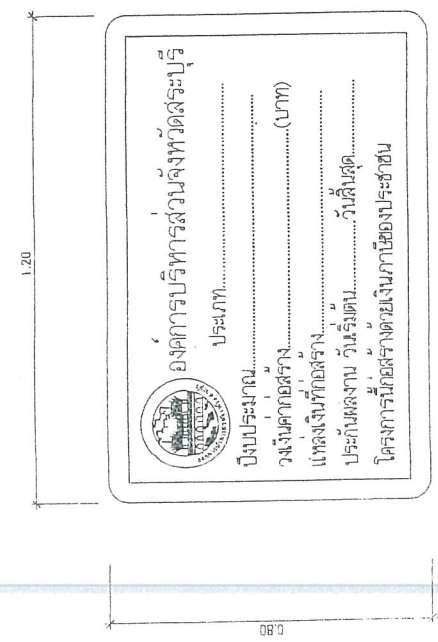 1.20
องค์การบริหารส่วนจังหวัดสระบุรี
ประเภท
ปีงบประมาณ
วงเงินค่าก่อสร้าง (บาท)
แหล่งเงินที่ก่อสร้าง
ประกันผลงาน วันเริ่มต้น วันสิ้นสุด
โครงการนี้ก่อสร้างด้วยเงินภาษีของประชาชน
0.80